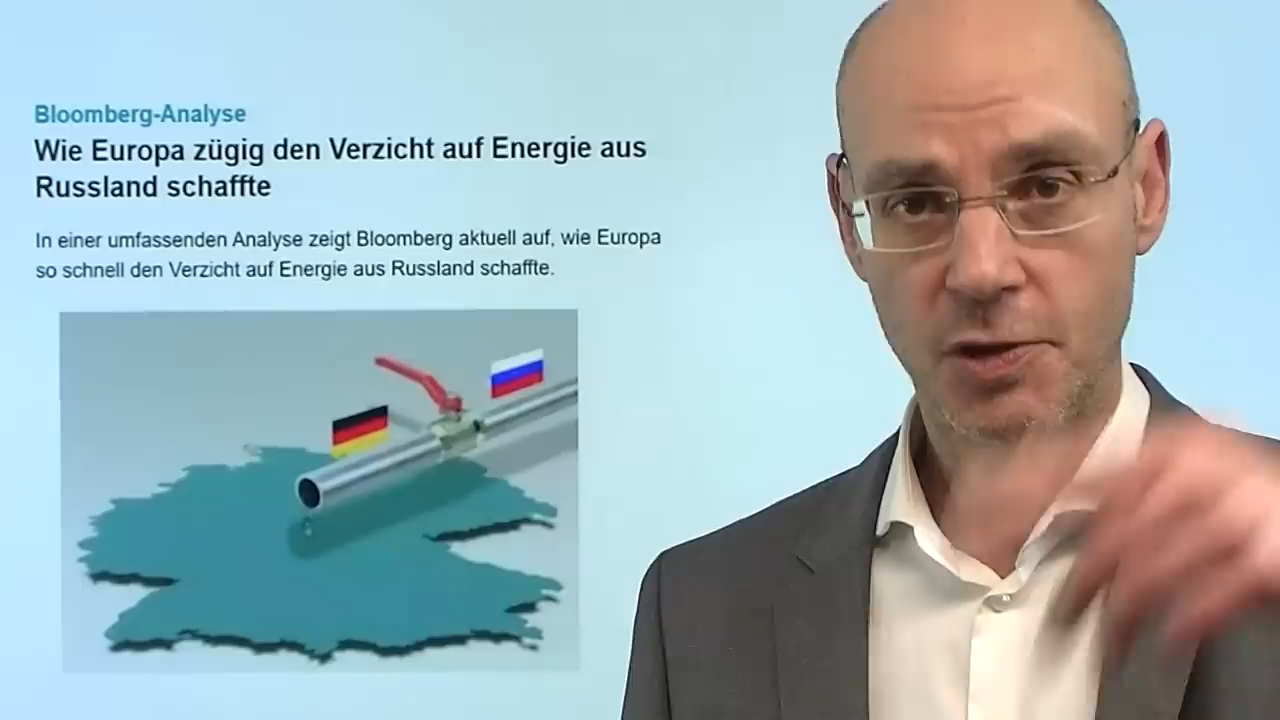 Bloomberg-Analyse
Wie Europa zügig den Verzicht auf Energie aus
Russland schaffte
In einer umfassenden Analyse zeigt Bloomberg aktuell auf, wie Europa
so schnell den Verzicht auf Energie aus Russland schaffte.